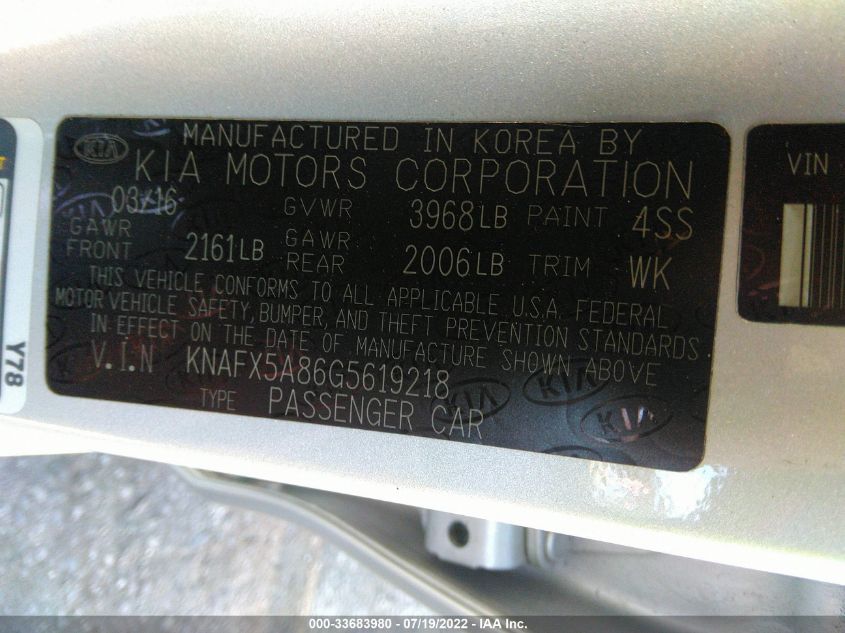 KIA
MANUFACTURED IN KOREA BY
KIA MOTORS CORPORATION
03/16 GVWR 3968LB PAINT 4SS
GAWR FRONT 2161LB GAWR REAR 2006LB TRIM WK
THIS VEHICLE CONFORMS TO ALL APPLICABLE U.S.A. FEDERAL
MOTOR VEHICLE SAFETY, BUMPER, AND THEFT PREVENTION STANDARDS
IN EFFECT ON THE DATE OF MANUFACTURE SHOWN ABOVE
V.I.N KNAFX5A86G5619218
TYPE PASSENGER CAR
KIA
KIA
KIA
Y78
VIN
000-33683980 - 07/19/2022 - IAA Inc.